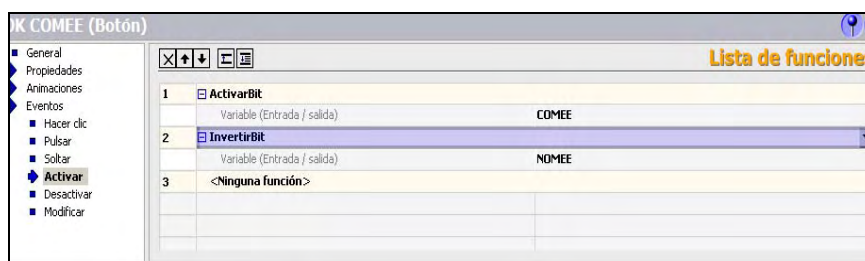 OK COMEE (Botón)
General
Propiedades
Animaciones
Eventos
Hacer clic
Pulsar
Soltar
Activar
Desactivar
Modificar
Lista de funcione
1 ActivarBit
Variable (Entrada / salida) COMEE
2 InvertirBit
Variable (Entrada / salida) NOMEE
3 <Ninguna función>